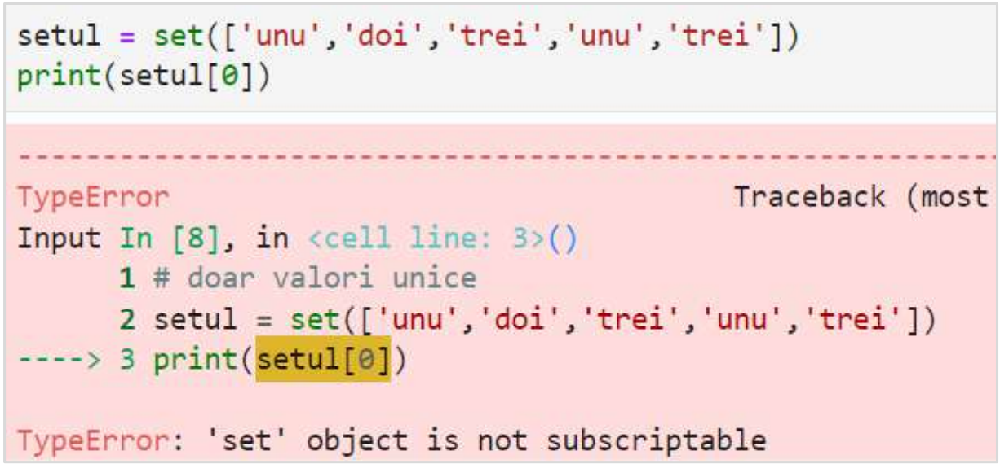 setul = set(['unu','doi','trei','unu','trei'])
print(setul[0])
---------------------------------------------------------
TypeError                                 Traceback (most
Input In [8], in <cell line: 3>()
      1 # doar valori unice
      2 setul = set(['unu','doi','trei','unu','trei'])
----> 3 print(setul[0])
TypeError: 'set' object is not subscriptable